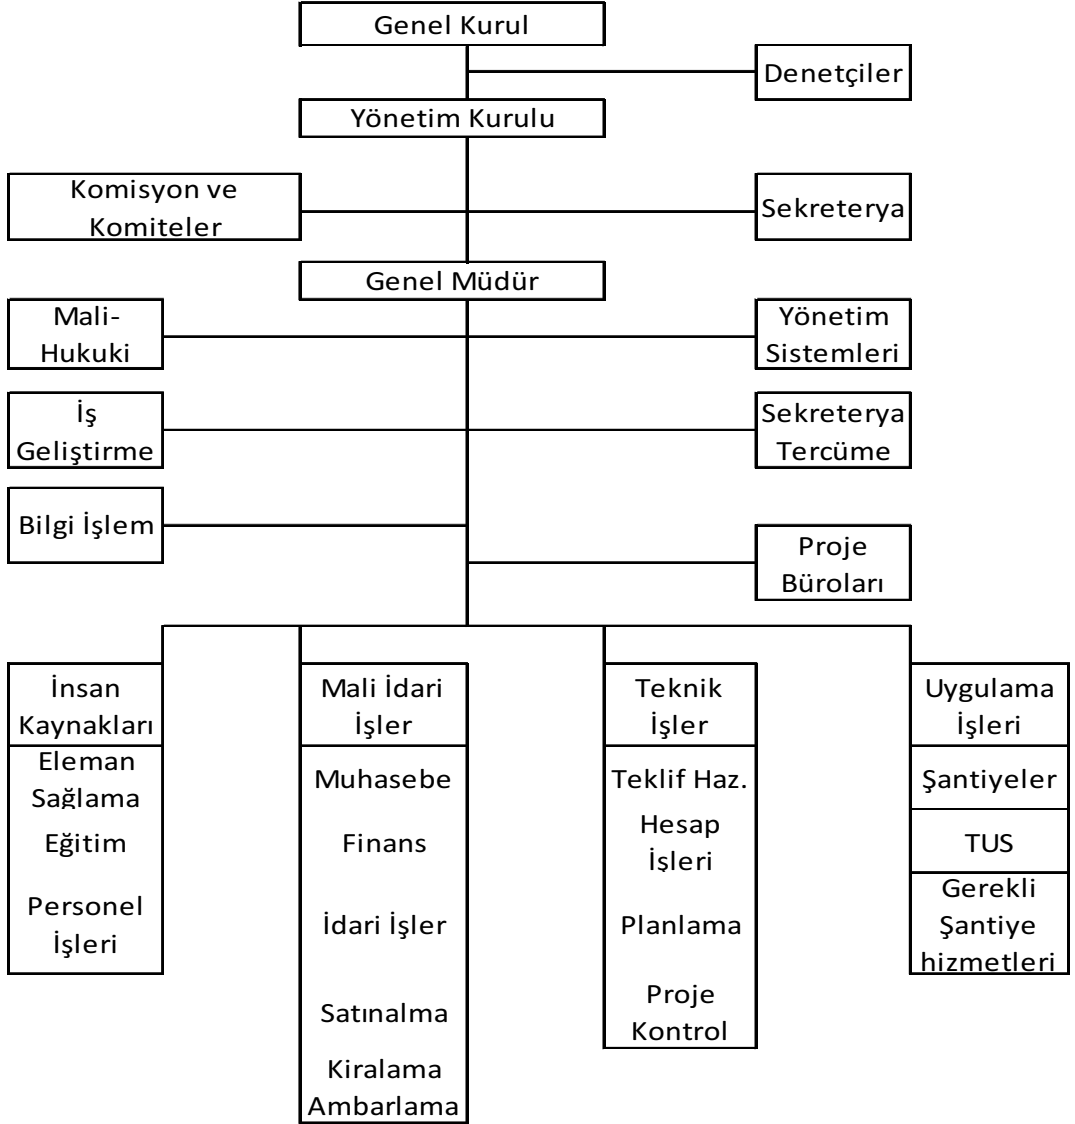 Genel Kurul
Denetçiler
Yönetim Kurulu
Komisyon ve
Komiteler
Sekreterya
Genel Müdür
Mali-
Hukuki
Yönetim
Sistemleri
İş
Geliştirme
Sekreterya
Tercüme
Bilgi İşlem
Proje
Büroları
İnsan
Kaynakları
Eleman
Sağlama
Eğitim
Personel
İşleri
Mali İdari
İşler
Muhasebe
Finans
İdari İşler
Satınalma
Kiralama
Ambarlama
Teknik
İşler
Teklif Haz.
Hesap
İşleri
Planlama
Proje
Kontrol
Uygulama
İşleri
Şantiyeler
TUS
Gerekli
Şantiye
hizmetleri